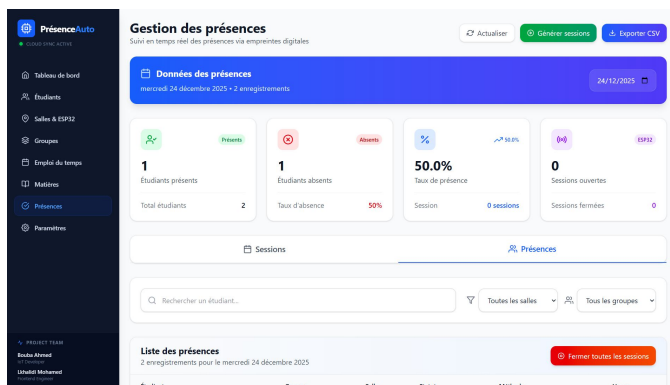 PrésenceAuto
CLOUD SYNC ACTIVE
Tableau de bord
Étudiants
Salles & ESP32
Groupes
Emploi du temps
Matières
Présences
Paramètres
PROJECT TEAM
Bouba Ahmed
IoT Developer
Lkhalidi Mohamed
Frontend Engineer
Gestion des présences
Suivi en temps réel des présences via empreintes digitales
Actualiser
Générer sessions
Exporter CSV
Données des présences
mercredi 24 décembre 2025 • 2 enregistrements
24/12/2025
Présents
1
Étudiants présents
Total étudiants 2
Absents
1
Étudiants absents
Taux d'absence 50%
50.0%
50.0%
Taux de présence
Session 0 sessions
ESP32
0
Sessions ouvertes
Sessions fermées 0
Sessions
Présences
Rechercher un étudiant...
Toutes les salles
Tous les groupes
Liste des présences
2 enregistrements pour le mercredi 24 décembre 2025
Fermer toutes les sessions